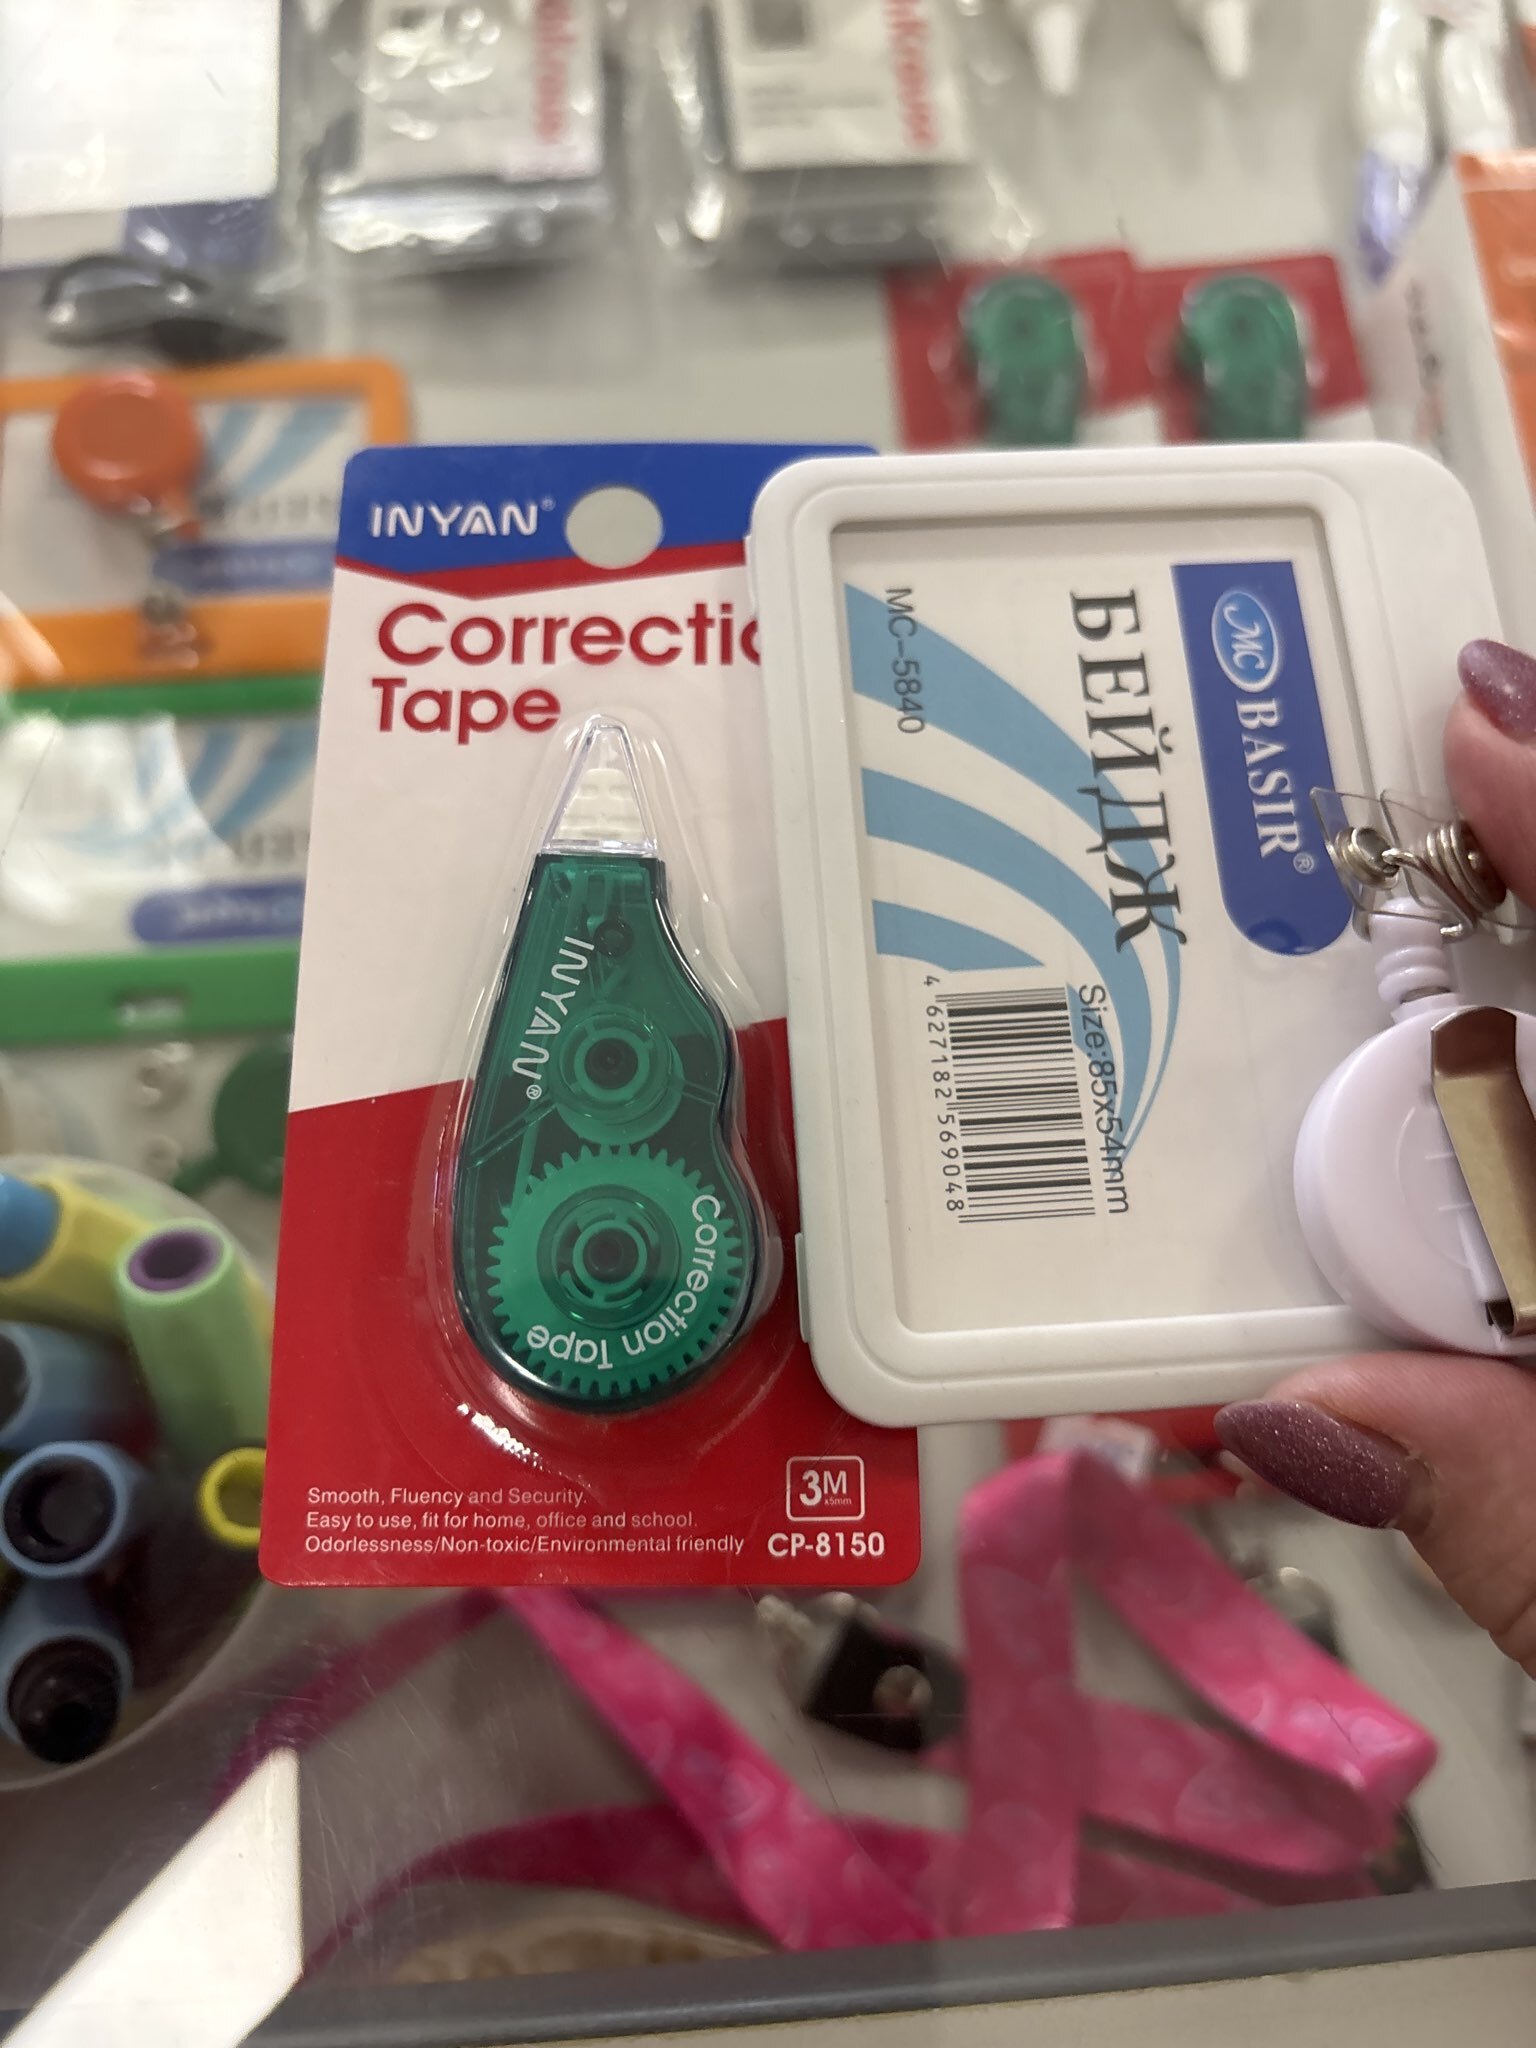 INYAN®
Correctio
Tape
INYAN®
Correction Tape
Smooth, Fluency and Security.
Easy to use, fit for home, office and school.
Odorlessness/Non-toxic/Environmental friendly
3M
x5mm
CP-8150
MC BASIR®
БЕЙДЖ
Size:85x54mm
MC-5840
4 627182 569048